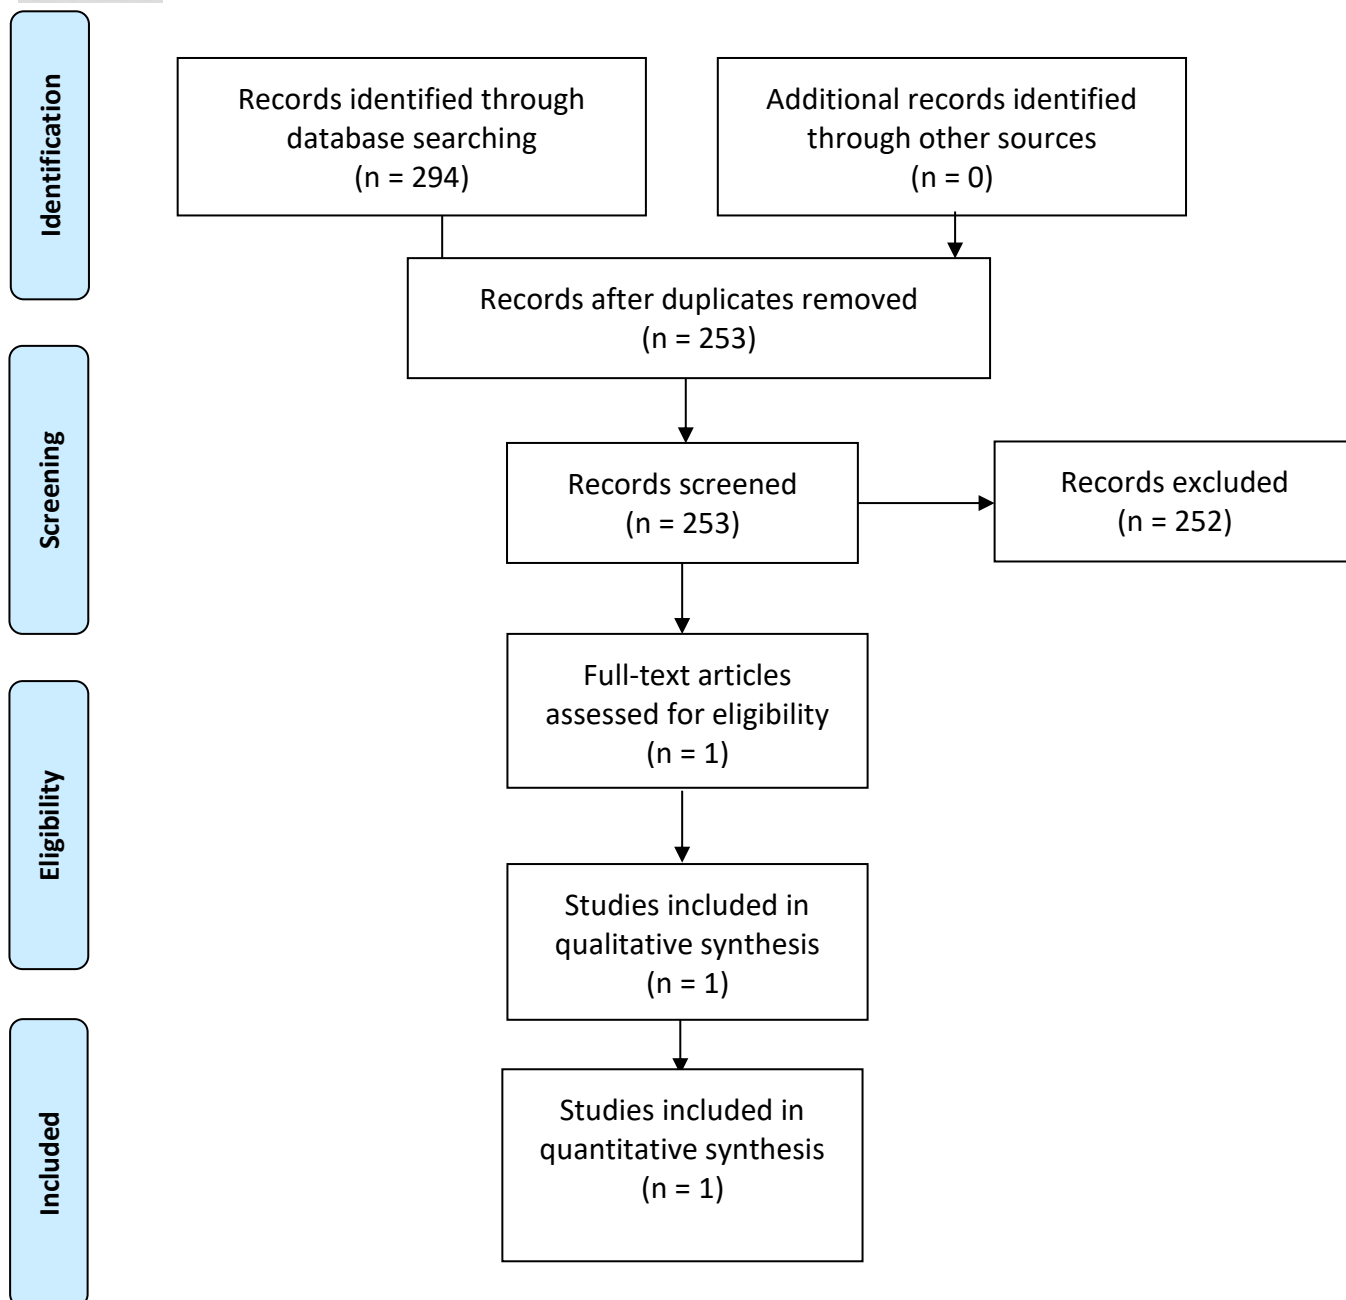 Identification
Records identified through
database searching
(n = 294)
Additional records identified
through other sources
(n = 0)
Records after duplicates removed
(n = 253)
Screening
Records screened
(n = 253)
Records excluded
(n = 252)
Full-text articles
assessed for eligibility
(n = 1)
Eligibility
Studies included in
qualitative synthesis
(n = 1)
Included
Studies included in
quantitative synthesis
(n = 1)